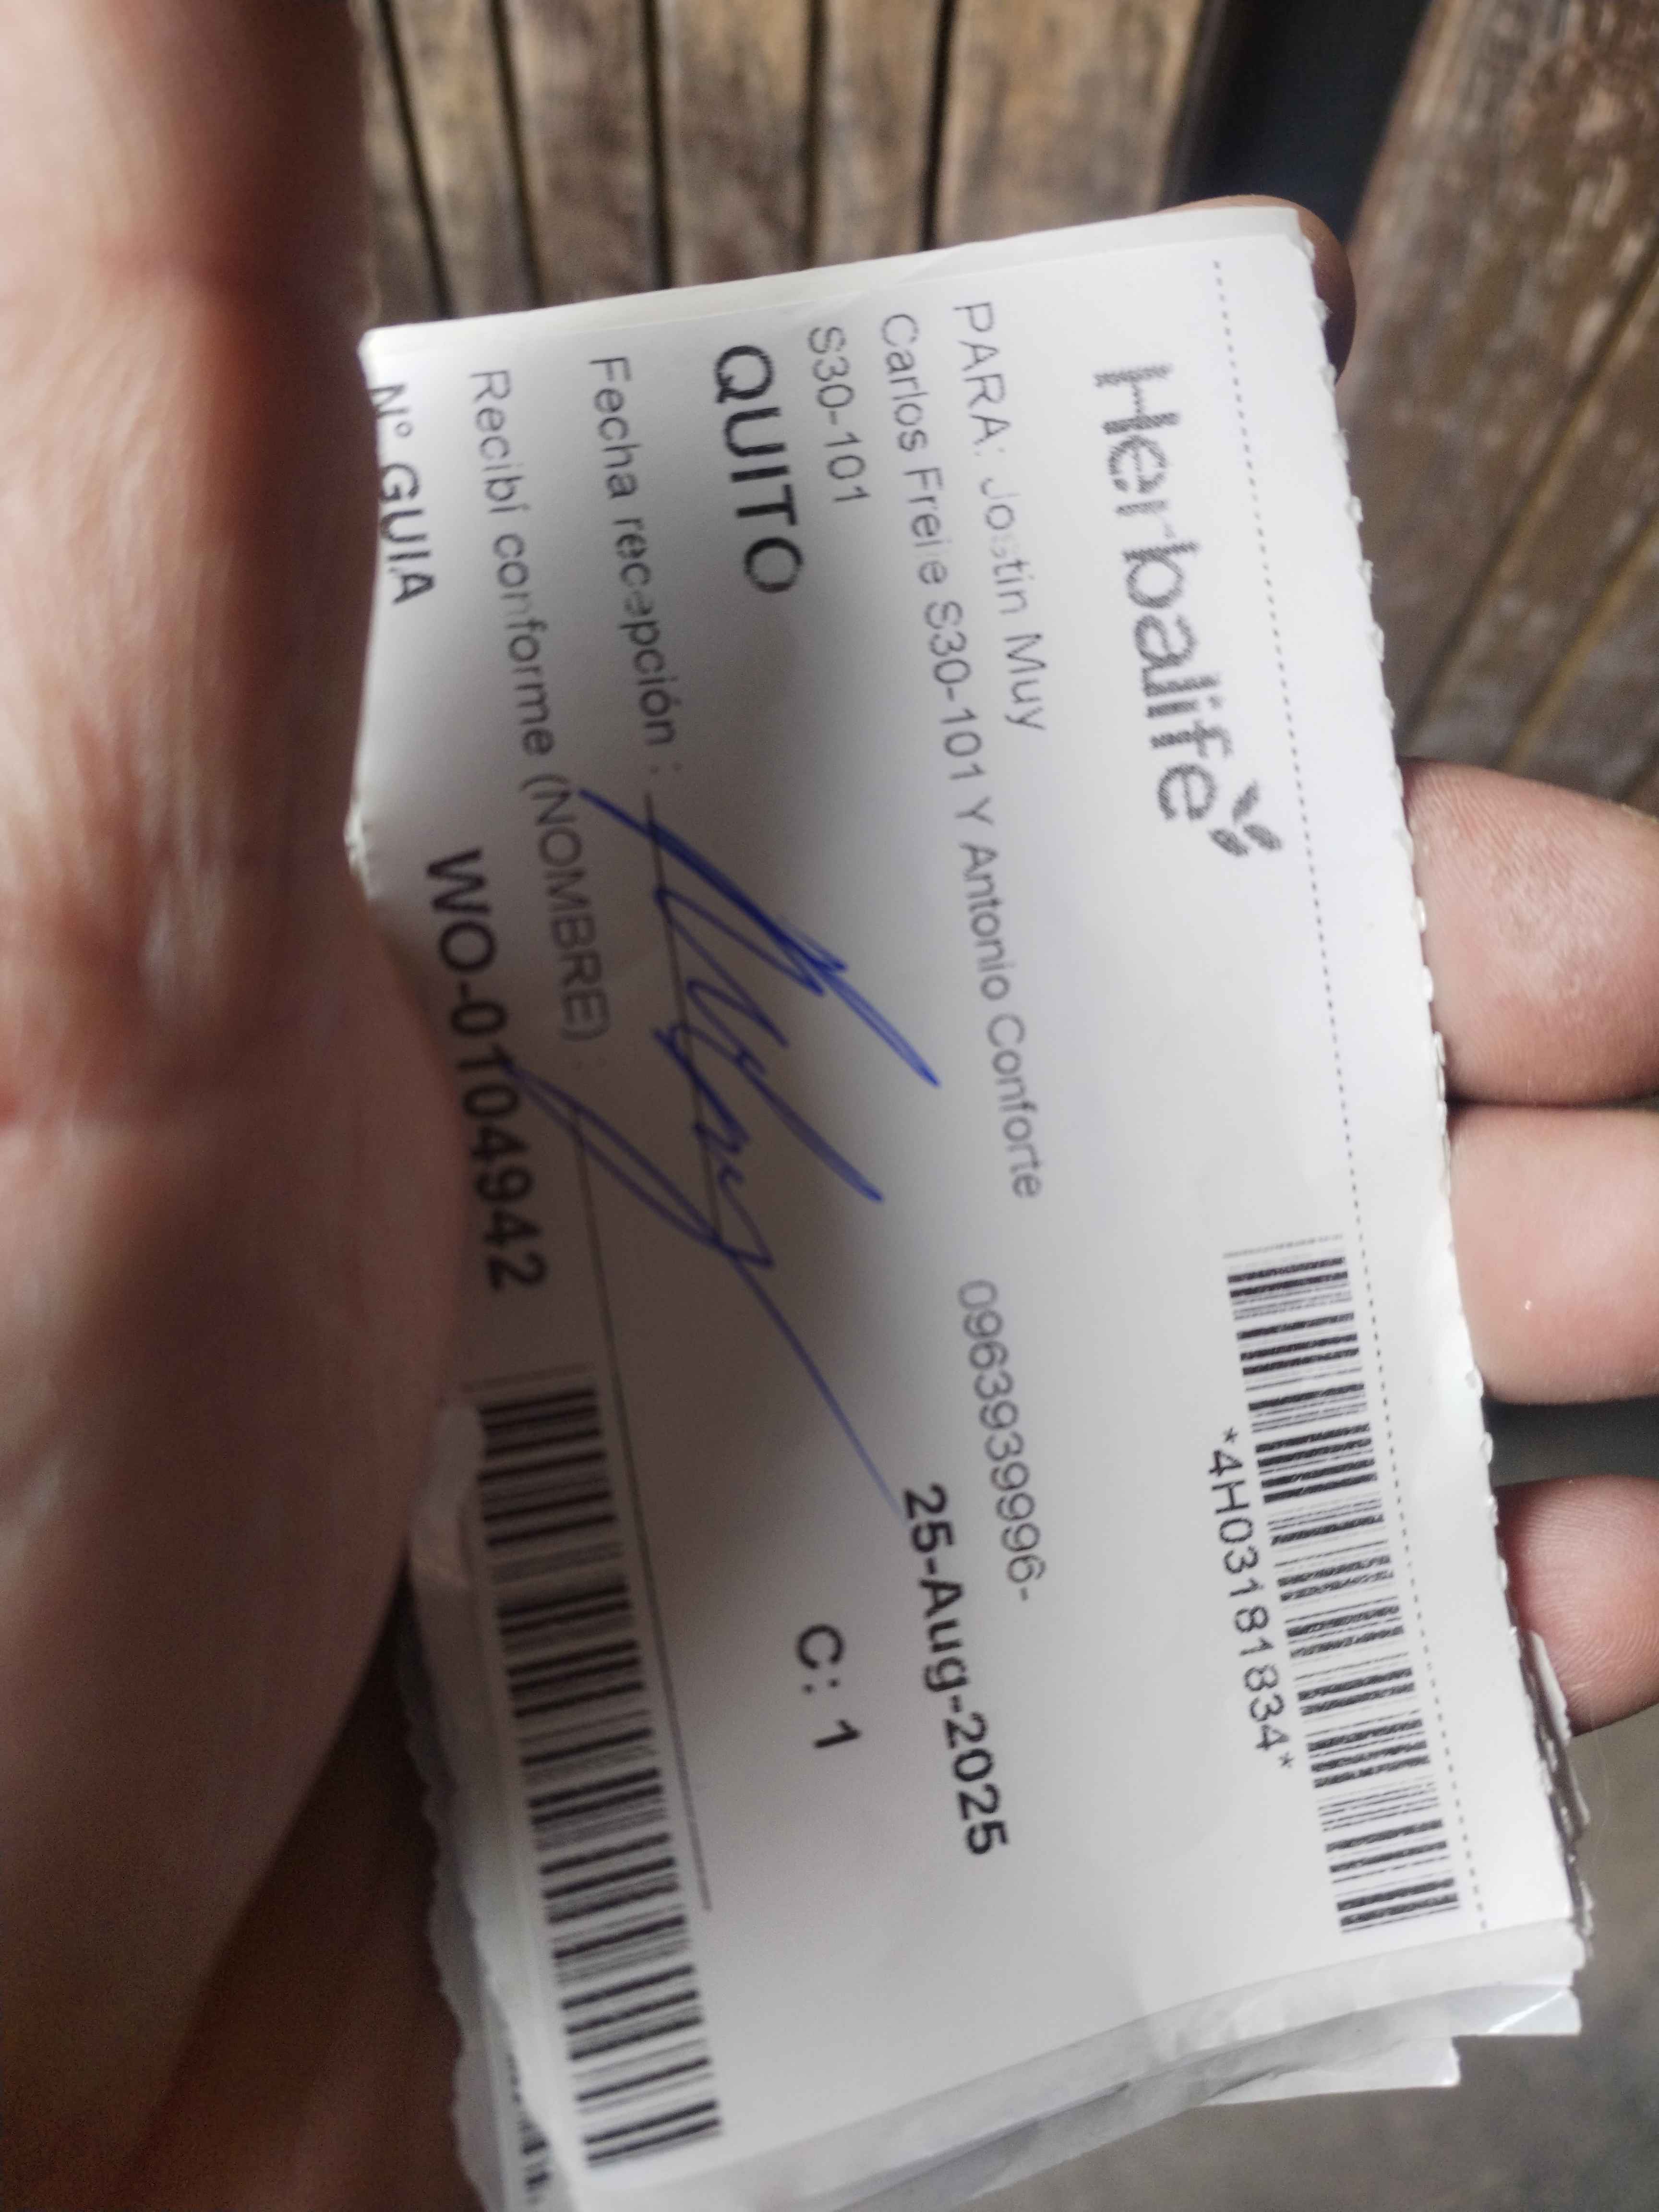 Herbalife
*4H03181834*
PARA: Jostin Muy
Carlos Freile S30-101 Y Antonio Conforte
0963939996-
S30-101
25-Aug-2025
QUITO
C: 1
Fecha recepción :
Recibí conforme (NOMBRE) :
Nº GUIA
WO-0104942